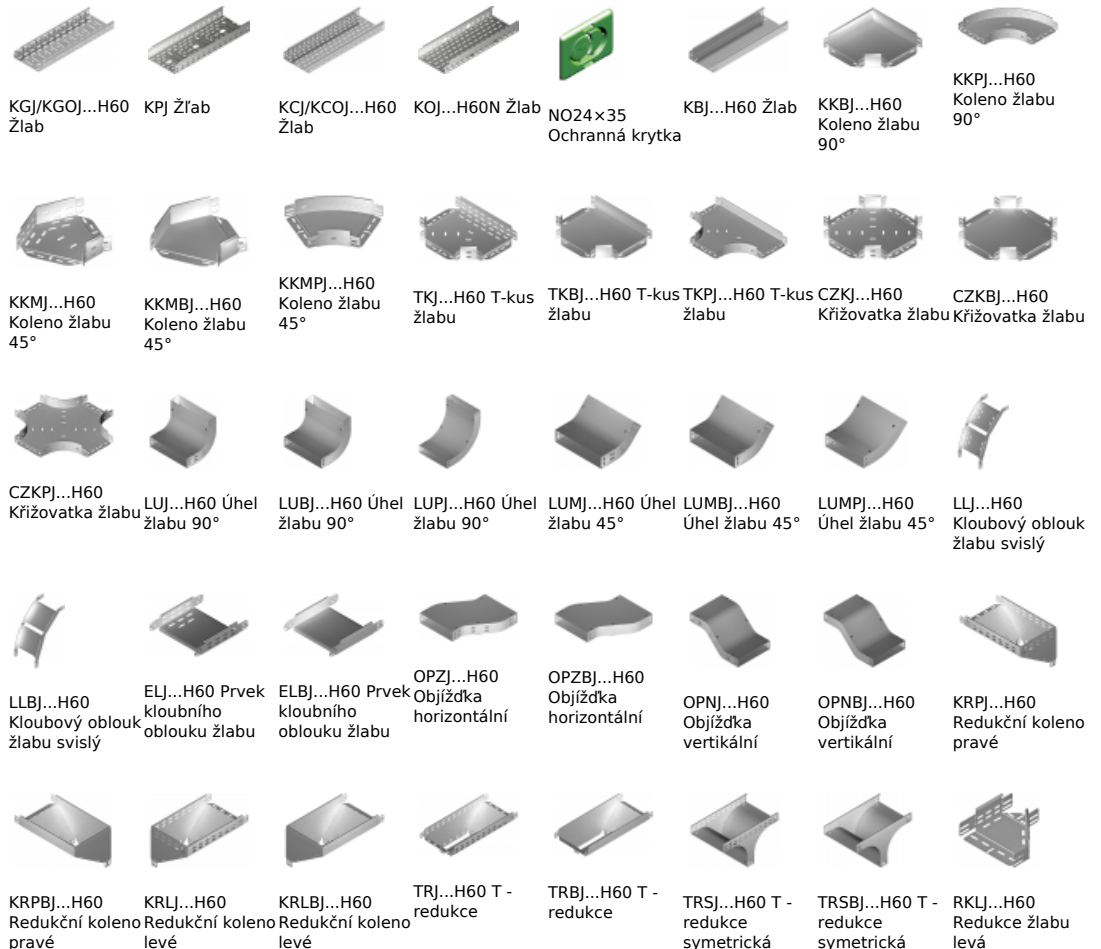 KGJ/KGOJ...H60
Žlab
KPJ Žľab
KCJ/KCOJ...H60
Žlab
KOJ...H60N Žlab
NO24×35
Ochranná krytka
KBJ...H60 Žlab
KKBJ...H60
Koleno žlabu
90°
KKPJ...H60
Koleno žlabu
90°
KKMJ...H60
Koleno žlabu
45°
KKMBJ...H60
Koleno žlabu
45°
KKMPJ...H60
Koleno žlabu
45°
TKJ...H60 T-kus
žlabu
TKBJ...H60 T-kus
žlabu
TKPJ...H60 T-kus
žlabu
CZKJ...H60
Křižovatka žlabu
CZKBJ...H60
Křižovatka žlabu
CZKPJ...H60
Křižovatka žlabu
LUJ...H60 Úhel
žlabu 90°
LUBJ...H60 Úhel
žlabu 90°
LUPJ...H60 Úhel
žlabu 90°
LUMJ...H60 Úhel
žlabu 45°
LUMBJ...H60
Úhel žlabu 45°
LUMPJ...H60
Úhel žlabu 45°
LLJ...H60
Kloubový oblouk
žlabu svislý
LLBJ...H60
Kloubový oblouk
žlabu svislý
ELJ...H60 Prvek
kloubního
oblouku žlabu
ELBJ...H60 Prvek
kloubního
oblouku žlabu
OPZJ...H60
Objížďka
horizontální
OPZBJ...H60
Objížďka
horizontální
OPNJ...H60
Objížďka
vertikální
OPNBJ...H60
Objížďka
vertikální
KRPJ...H60
Redukční koleno
pravé
KRPBJ...H60
Redukční koleno
pravé
KRLJ...H60
Redukční koleno
levé
KRLBJ...H60
Redukční koleno
levé
TRJ...H60 T -
redukce
TRBJ...H60 T -
redukce
TRSJ...H60 T -
redukce
symetrická
TRSBJ...H60 T -
redukce
symetrická
RKLJ...H60
Redukce žlabu
levá